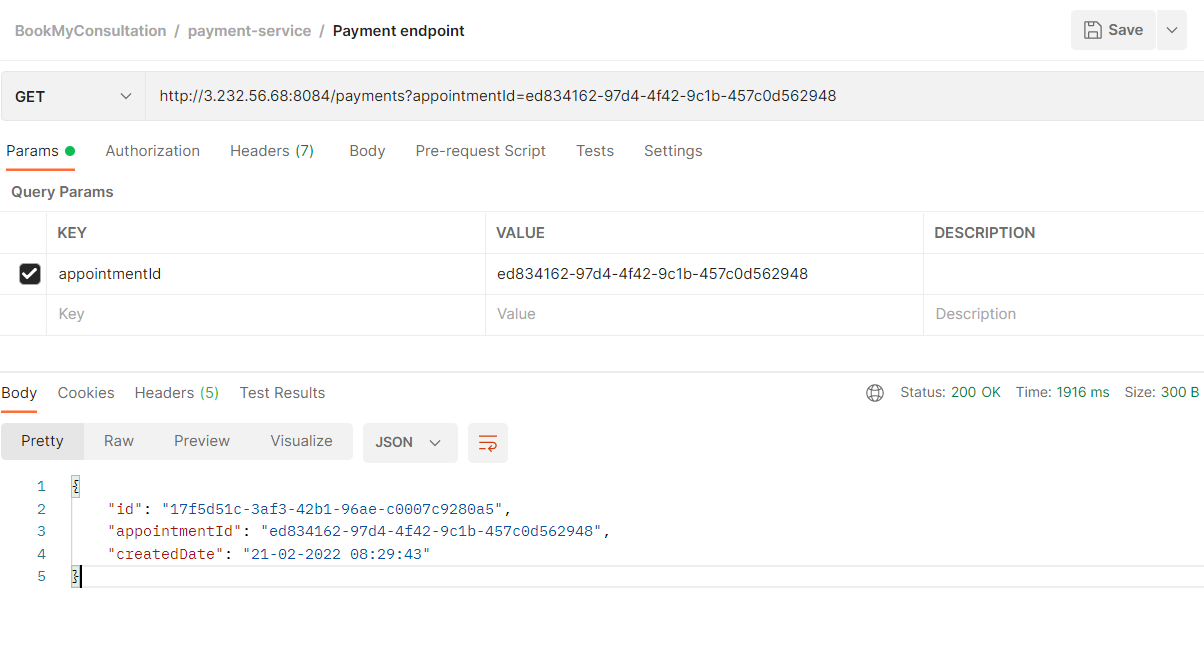 BookMyConsultation / payment-service / Payment endpoint
Save
GET http://3.232.56.68:8084/payments?appointmentId=ed834162-97d4-4f42-9c1b-457c0d562948
Params Authorization Headers (7) Body Pre-request Script Tests Settings
Query Params
KEY VALUE DESCRIPTION
appointmentId ed834162-97d4-4f42-9c1b-457c0d562948
Key Value Description
Body Cookies Headers (5) Test Results Status: 200 OK Time: 1916 ms Size: 300 B
Pretty Raw Preview Visualize JSON
1 {
2 "id": "17f5d51c-3af3-42b1-96ae-c0007c9280a5",
3 "appointmentId": "ed834162-97d4-4f42-9c1b-457c0d562948",
4 "createdDate": "21-02-2022 08:29:43"
5 }